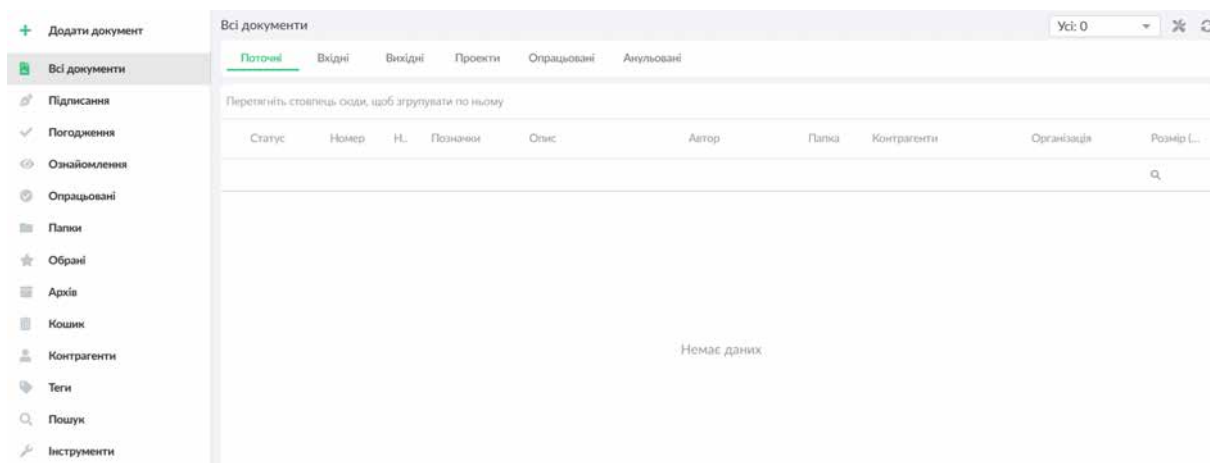 Додати документ
Всі документи
Підписання
Погодження
Ознайомлення
Опрацьовані
Папки
Обрані
Архів
Кошик
Контрагенти
Теги
Пошук
Інструменти
Всі документи
Усі: 0
Поточні Вхідні Вихідні Проекти Опрацьовані Анульовані
Перетягніть стовпець сюди, щоб згрупувати по ньому
Статус Номер Н... Позначки Опис Автор Папка Контрагенти Організація Розмір (...
Немає даних